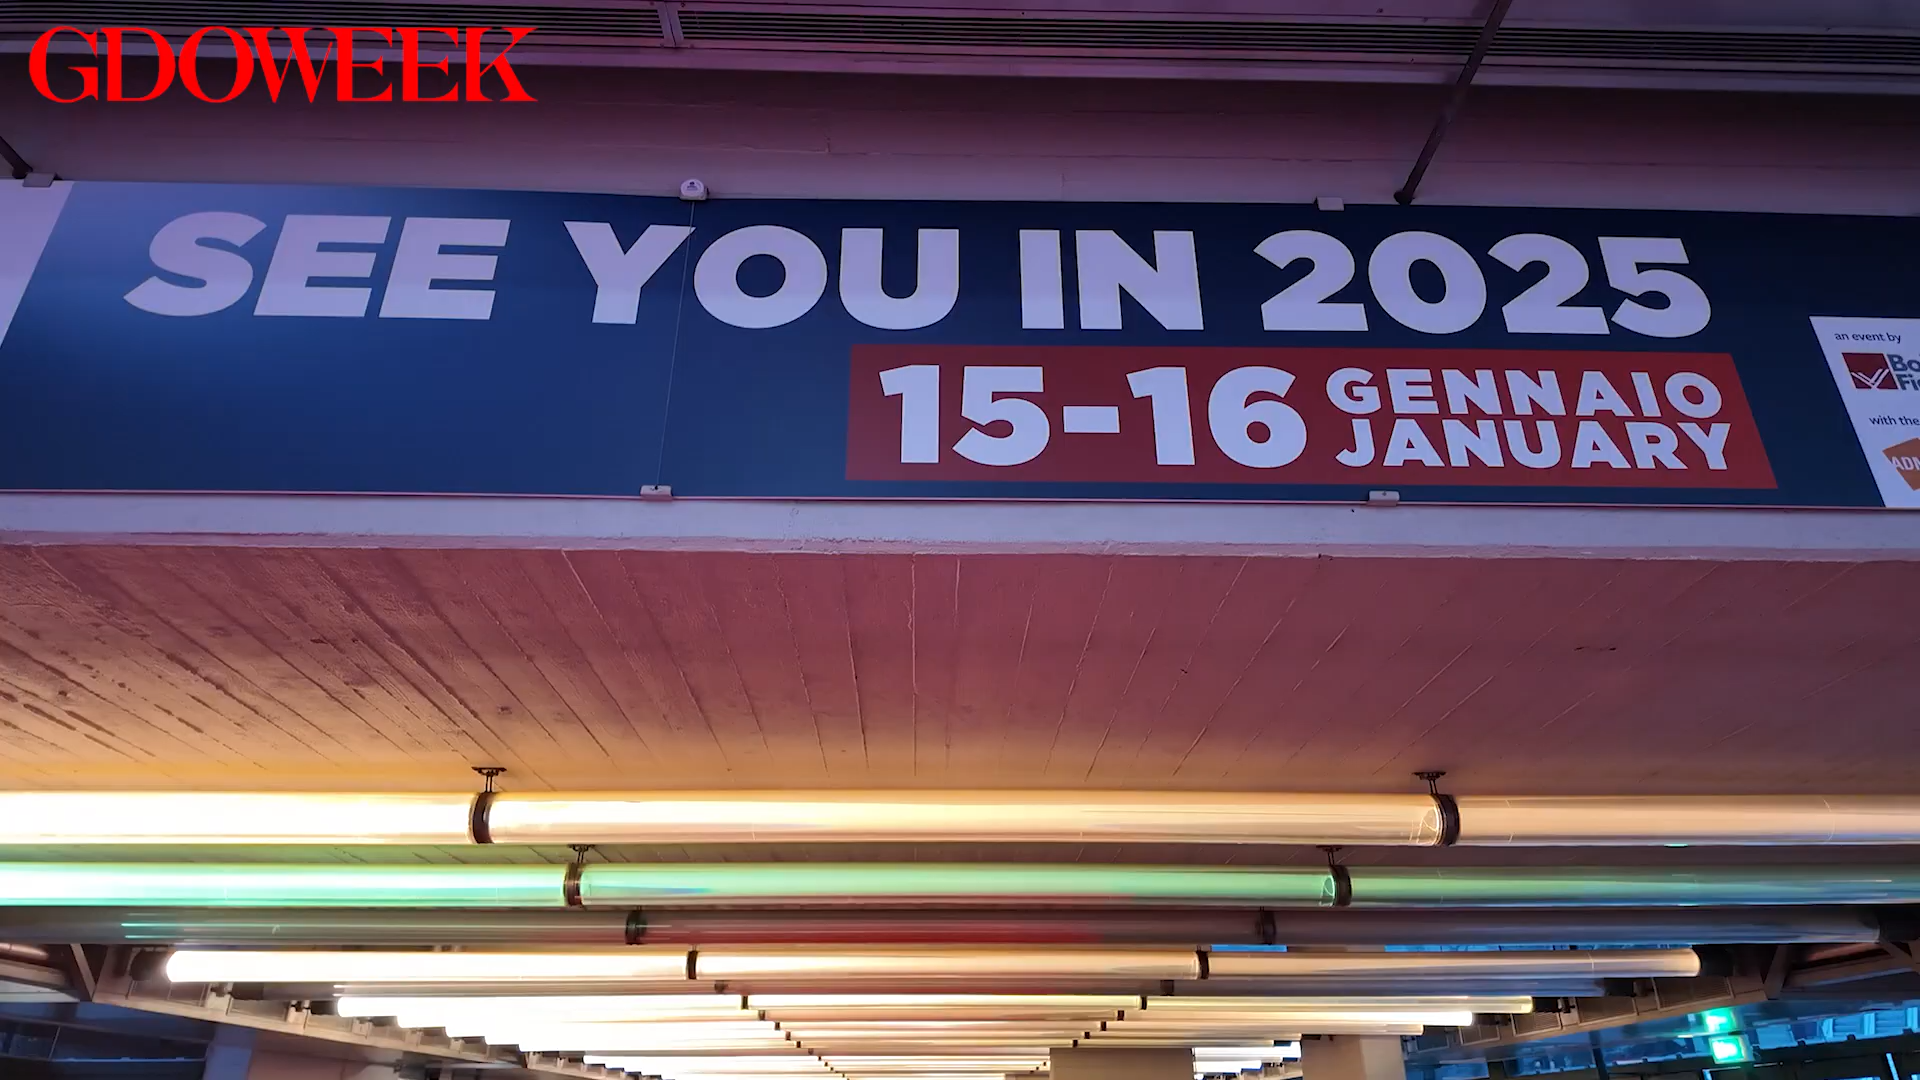 GDOWEEK
SEE YOU IN 2025
15-16 GENNAIO
JANUARY
an event by
with the